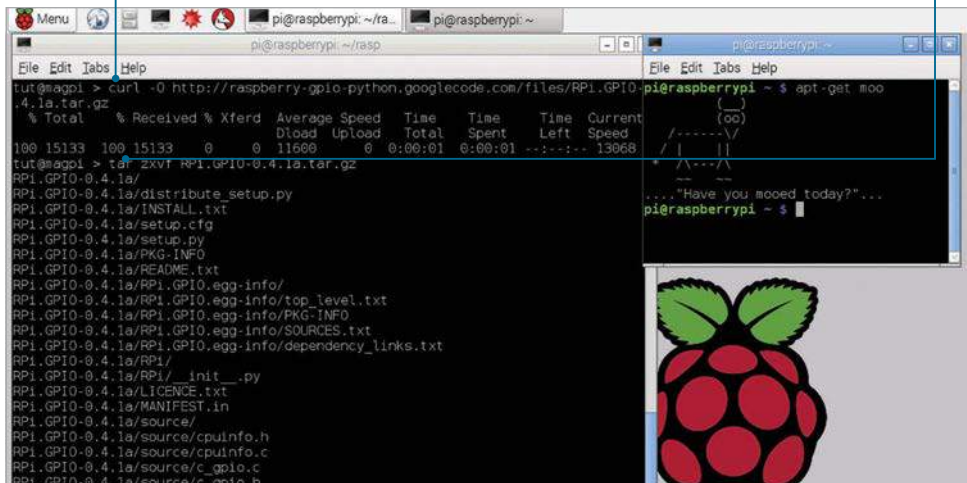 Menu pi@raspberrypi: ~/ra... pi@raspberrypi: ~
pi@raspberrypi: ~/rasp
File Edit Tabs Help
tut@magpi > curl -O http://raspberry-gpio-python.googlecode.com/files/RPi.GPIO-
.4.1a.tar.gz
% Total % Received % Xferd Average Speed Time Time Time Current
Dload Upload Total Spent Left Speed
100 15133 100 15133 0 0 11600 0 0:00:01 0:00:01 --:--:-- 13068
tut@magpi > tar zxvf RPi.GPIO-0.4.1a.tar.gz
RPi.GPIO-0.4.1a/
RPi.GPIO-0.4.1a/distribute_setup.py
RPi.GPIO-0.4.1a/INSTALL.txt
RPi.GPIO-0.4.1a/setup.cfg
RPi.GPIO-0.4.1a/setup.py
RPi.GPIO-0.4.1a/PKG-INFO
RPi.GPIO-0.4.1a/README.txt
RPi.GPIO-0.4.1a/RPi.GPIO.egg-info/
RPi.GPIO-0.4.1a/RPi.GPIO.egg-info/top_level.txt
RPi.GPIO-0.4.1a/RPi.GPIO.egg-info/PKG-INFO
RPi.GPIO-0.4.1a/RPi.GPIO.egg-info/SOURCES.txt
RPi.GPIO-0.4.1a/RPi.GPIO.egg-info/dependency_links.txt
RPi.GPIO-0.4.1a/RPi/
RPi.GPIO-0.4.1a/RPi/__init__.py
RPi.GPIO-0.4.1a/LICENCE.txt
RPi.GPIO-0.4.1a/MANIFEST.in
RPi.GPIO-0.4.1a/source/
RPi.GPIO-0.4.1a/source/cpuinfo.h
RPi.GPIO-0.4.1a/source/cpuinfo.c
RPi.GPIO-0.4.1a/source/c_gpio.c
RPi.GPIO-0.4.1a/source/c_gpio.h
pi@raspberrypi: ~
File Edit Tabs Help
pi@raspberrypi ~ $ apt-get moo
(__)
(oo)
/------\/
/ | ||
* /\---/\
~~ ~~
...."Have you mooed today?"...
pi@raspberrypi ~ $